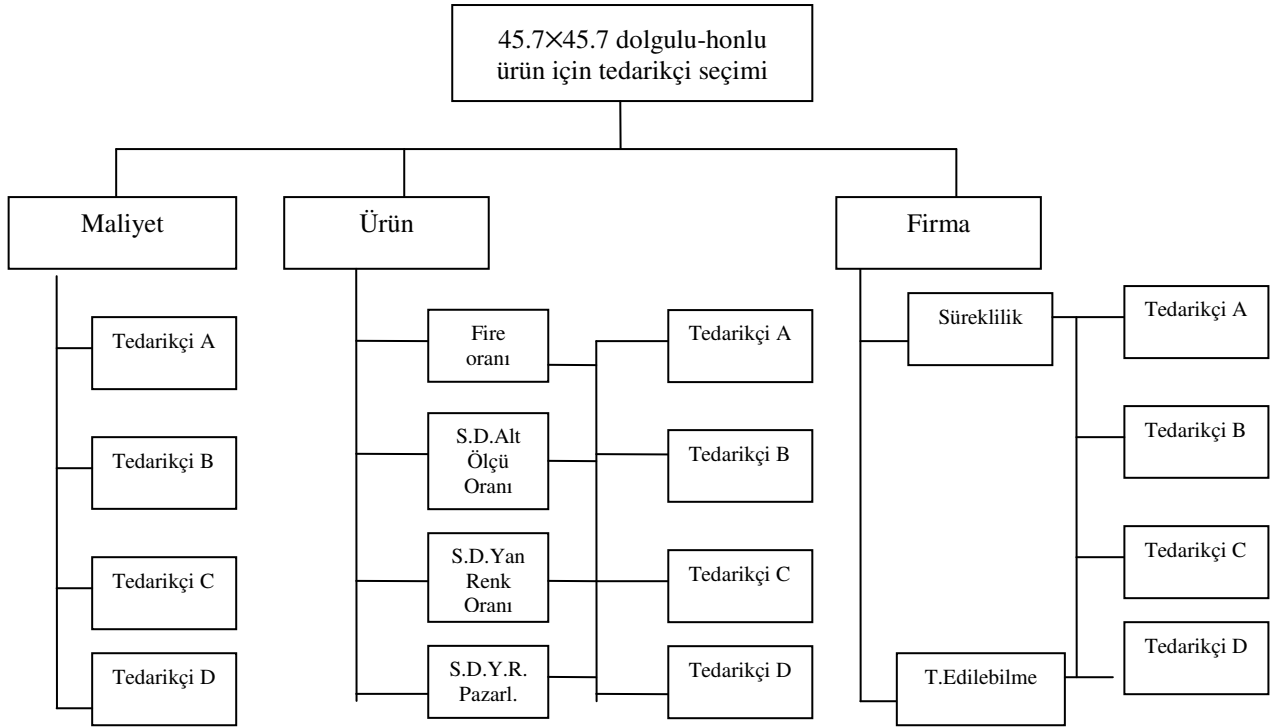 45.7×45.7 dolgulu-honlu
ürün için tedarikçi seçimi
Maliyet
Ürün
Firma
Tedarikçi A
Tedarikçi B
Tedarikçi C
Tedarikçi D
Fire
oranı
S.D.Alt
Ölçü
Oranı
S.D.Yan
Renk
Oranı
S.D.Y.R.
Pazarl.
Tedarikçi A
Tedarikçi B
Tedarikçi C
Tedarikçi D
Süreklilik
T.Edilebilme
Tedarikçi A
Tedarikçi B
Tedarikçi C
Tedarikçi D